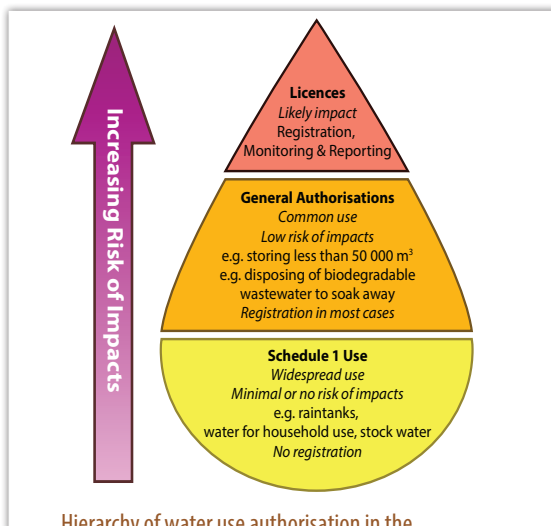 Increasing Risk of Impacts
Licences
Likely impact
Registration,
Monitoring & Reporting
General Authorisations
Common use
Low risk of impacts
e.g. storing less than 50 000 m³
e.g. disposing of biodegradable
wastewater to soak away
Registration in most cases
Schedule 1 Use
Widespread use
Minimal or no risk of impacts
e.g. raintanks,
water for household use, stock water
No registration
Hierarchy of water use authorisation in the